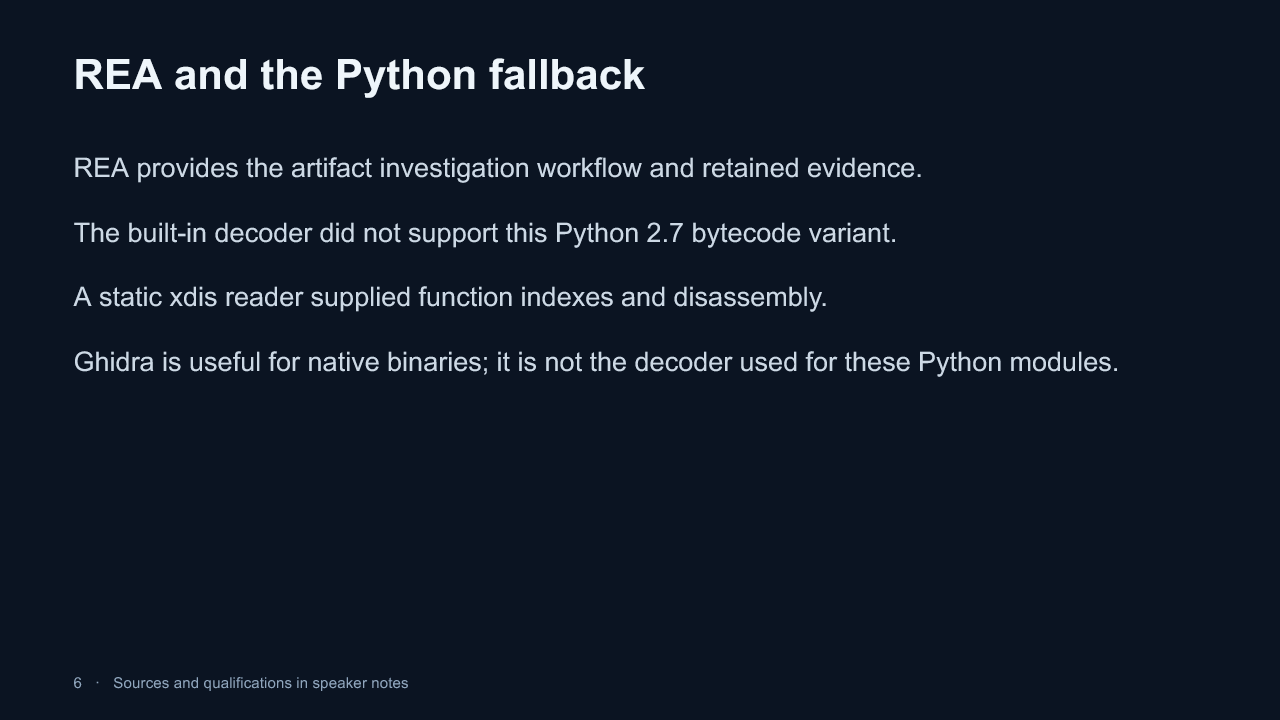 REA and the Python fallback
REA provides the artifact investigation workflow and retained evidence.
The built-in decoder did not support this Python 2.7 bytecode variant.
A static xdis reader supplied function indexes and disassembly.
Ghidra is useful for native binaries; it is not the decoder used for these Python modules.
6 · Sources and qualifications in speaker notes